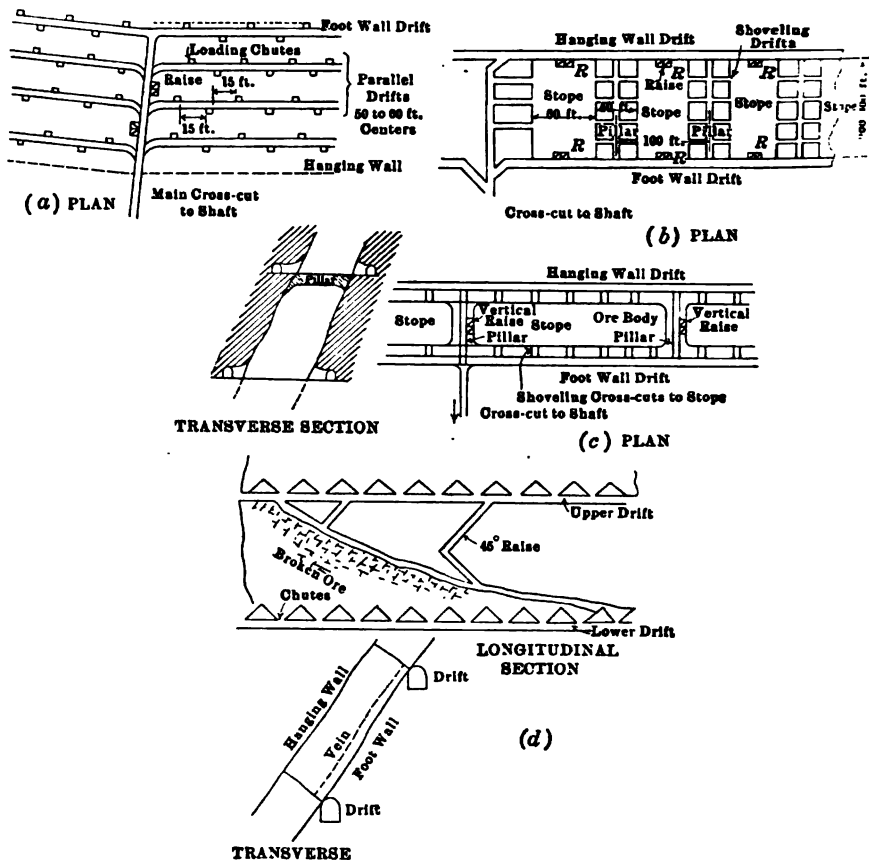 Foot Wall Drift
Loading Chutes
Raise
15 ft.
15 ft.
Parallel
Drifts
50 to 60 ft.
Centers
Hanging Wall
Main Cross-cut
to Shaft
(a) PLAN
Hanging Wall Drift
Shoveling
Drifts
R
R
R
Raise
Stope
60 ft.
Stope
Stope
Stope
Pillar
Pillar
100 ft.
R
R
R
Foot Wall Drift
Cross-cut to Shaft
(b) PLAN
Pillar
TRANSVERSE SECTION
Hanging Wall Drift
Stope
Vertical
Raise
Pillar
Stope
Ore Body
Pillar
Vertical
Raise
Foot Wall Drift
Shoveling Cross-cuts to Stope
Cross-cut to Shaft
(c) PLAN
Upper Drift
45° Raise
Broken Ore
Chutes
Lower Drift
LONGITUDINAL
SECTION
Hanging Wall
Vein
Foot Wall
Drift
Drift
(d)
TRANSVERSE